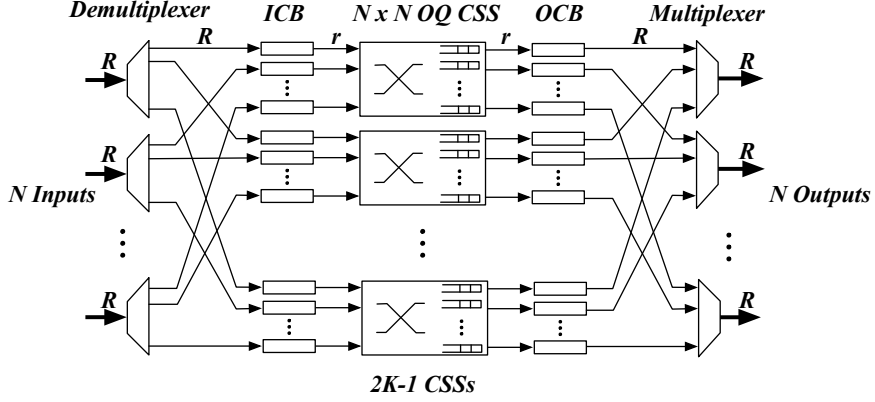 Demultiplexer ICB N x N OQ CSS OCB Multiplexer
R r r R
R R
R R
N Inputs N Outputs
R R
2K-1 CSSs